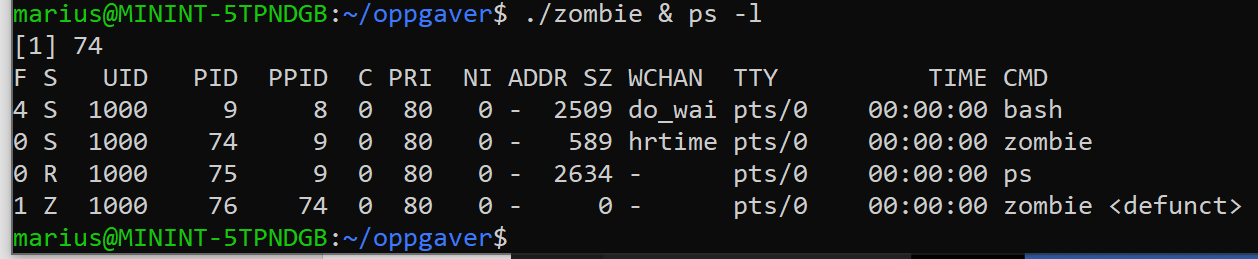 marius@MININT-5TPNDGB:~/oppgaver$ ./zombie & ps -l
[1] 74
F S   UID   PID  PPID  C PRI  NI ADDR SZ WCHAN  TTY          TIME CMD
4 S  1000     9     8  0  80   0 -  2509 do_wai pts/0    00:00:00 bash
0 S  1000    74     9  0  80   0 -   589 hrtime pts/0    00:00:00 zombie
0 R  1000    75     9  0  80   0 -  2634 -      pts/0    00:00:00 ps
1 Z  1000    76    74  0  80   0 -     0 -      pts/0    00:00:00 zombie <defunct>
marius@MININT-5TPNDGB:~/oppgaver$